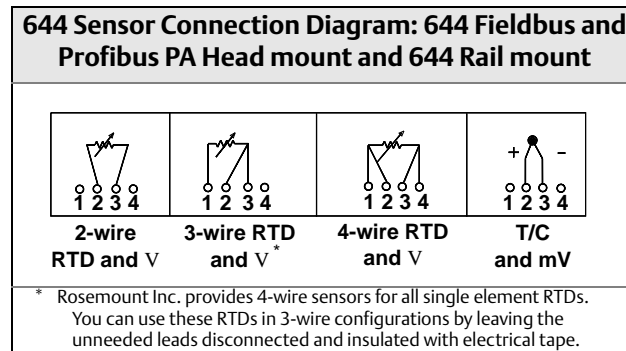 644 Sensor Connection Diagram: 644 Fieldbus and
Profibus PA Head mount and 644 Rail mount
+ -
1 2 3 4 1 2 3 4 1 2 3 4 1 2 3 4
2-wire
RTD and V
3-wire RTD
and V *
4-wire RTD
and V
T/C
and mV
* Rosemount Inc. provides 4-wire sensors for all single element RTDs.
You can use these RTDs in 3-wire configurations by leaving the
unneeded leads disconnected and insulated with electrical tape.